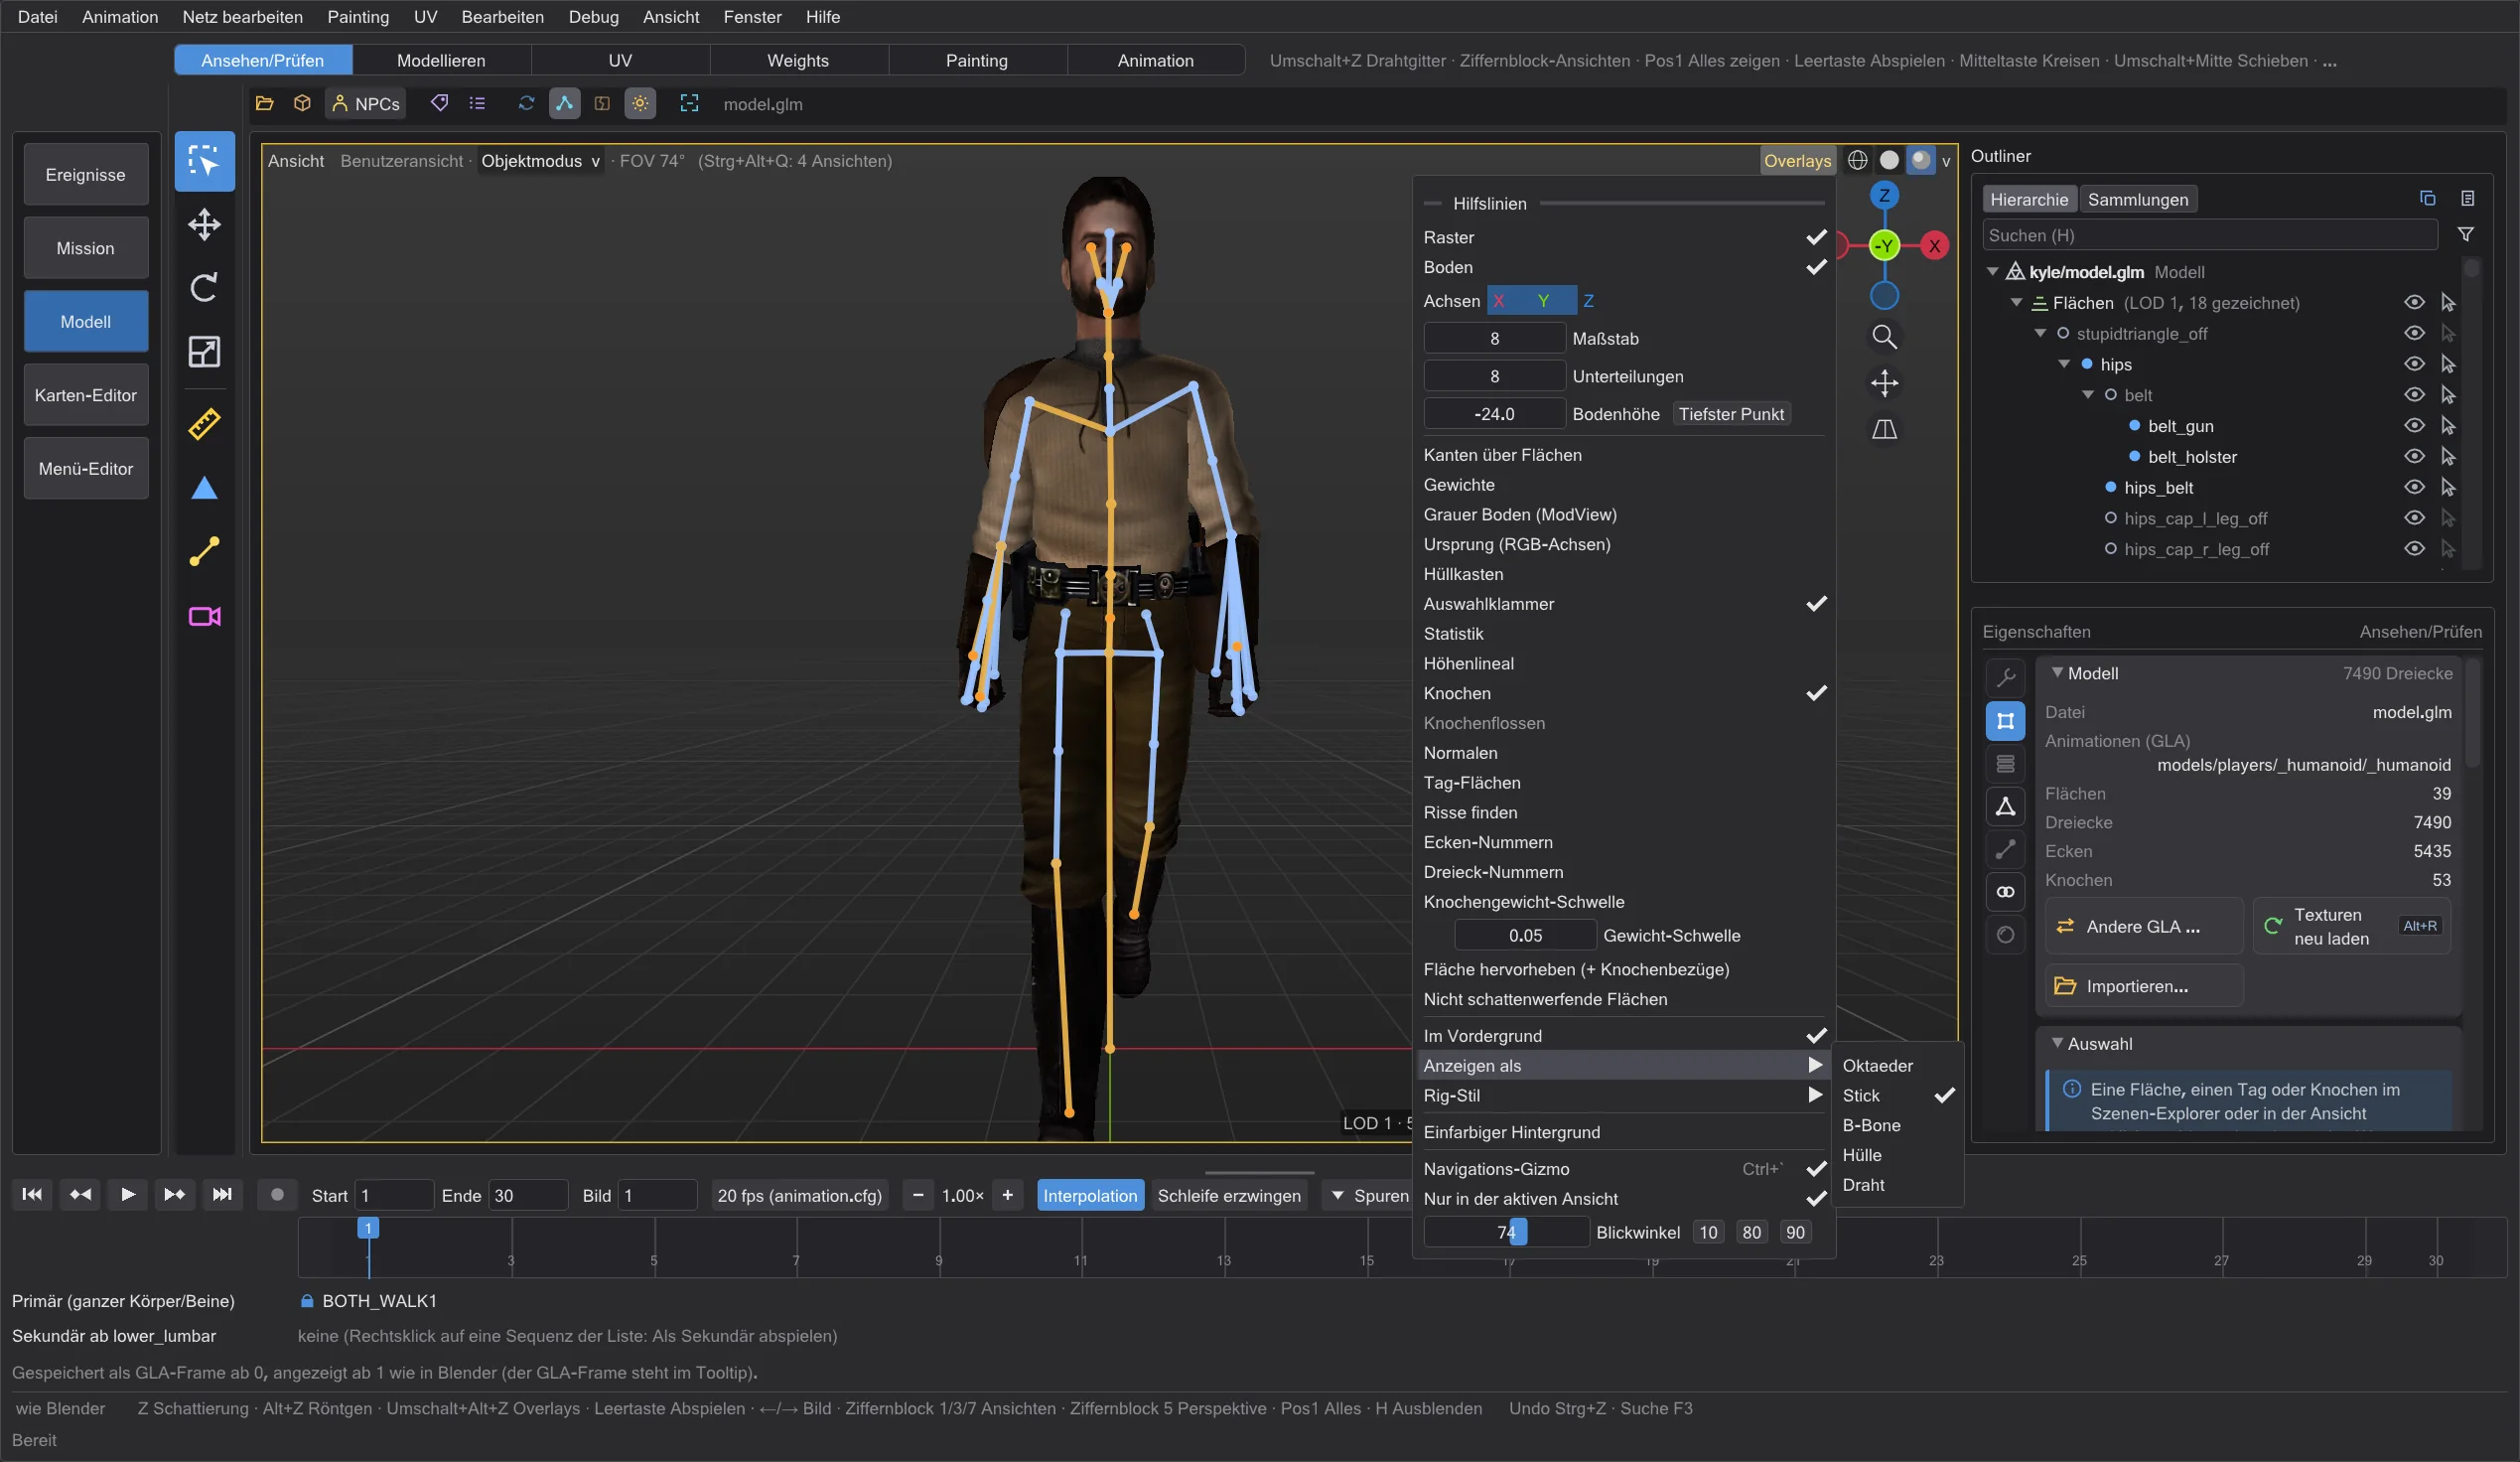 Datei Animation Netz bearbeiten Painting UV Bearbeiten Debug Ansicht Fenster Hilfe
Ansehen/Prüfen Modellieren UV Weights Painting Animation Umschalt+Z Drahtgitter · Ziffernblock-Ansichten · Pos1 Alles zeigen · Leertaste Abspielen · Mitteltaste Kreisen · Umschalt+Mitte Schieben · ...
NPCs model.glm
Ereignisse
Mission
Modell
Karten-Editor
Menü-Editor
Ansicht Benutzeransicht · Objektmodus v · FOV 74° (Strg+Alt+Q: 4 Ansichten)
Overlays v
Z
-Y
X
Hilfslinien
Raster
Boden
Achsen X Y Z
8 Maßstab
8 Unterteilungen
-24.0 Bodenhöhe Tiefster Punkt
Kanten über Flächen
Gewichte
Grauer Boden (ModView)
Ursprung (RGB-Achsen)
Hüllkasten
Auswahlklammer
Statistik
Höhenlineal
Knochen
Knochenflossen
Normalen
Tag-Flächen
Risse finden
Ecken-Nummern
Dreieck-Nummern
Knochengewicht-Schwelle
0.05 Gewicht-Schwelle
Fläche hervorheben (+ Knochenbezüge)
Nicht schattenwerfende Flächen
Im Vordergrund
Anzeigen als
Rig-Stil
Einfarbiger Hintergrund
Navigations-Gizmo Ctrl+`
Nur in der aktiven Ansicht
74 Blickwinkel 10 80 90
Oktaeder
Stick
B-Bone
Hülle
Draht
LOD 1 · 5
Outliner
Hierarchie Sammlungen
Suchen (H)
kyle/model.glm Modell
Flächen (LOD 1, 18 gezeichnet)
stupidtriangle_off
hips
belt
belt_gun
belt_holster
hips_belt
hips_cap_l_leg_off
hips_cap_r_leg_off
Eigenschaften Ansehen/Prüfen
Modell 7490 Dreiecke
Datei model.glm
Animationen (GLA)
models/players/_humanoid/_humanoid
Flächen 39
Dreiecke 7490
Ecken 5435
Knochen 53
Andere GLA ...
Texturen neu laden Alt+R
Importieren...
Auswahl
Eine Fläche, einen Tag oder Knochen im
Szenen-Explorer oder in der Ansicht
Start 1 Ende 30 Bild 1 20 fps (animation.cfg) − 1.00× + Interpolation Schleife erzwingen Spuren
1
3 5 7 9 11 13 15 17 19 21 23 25 27 29 30
Primär (ganzer Körper/Beine) BOTH_WALK1
Sekundär ab lower_lumbar keine (Rechtsklick auf eine Sequenz der Liste: Als Sekundär abspielen)
Gespeichert als GLA-Frame ab 0, angezeigt ab 1 wie in Blender (der GLA-Frame steht im Tooltip).
wie Blender Z Schattierung · Alt+Z Röntgen · Umschalt+Alt+Z Overlays · Leertaste Abspielen · ←/→ Bild · Ziffernblock 1/3/7 Ansichten · Ziffernblock 5 Perspektive · Pos1 Alles · H Ausblenden Undo Strg+Z · Suche F3
Bereit